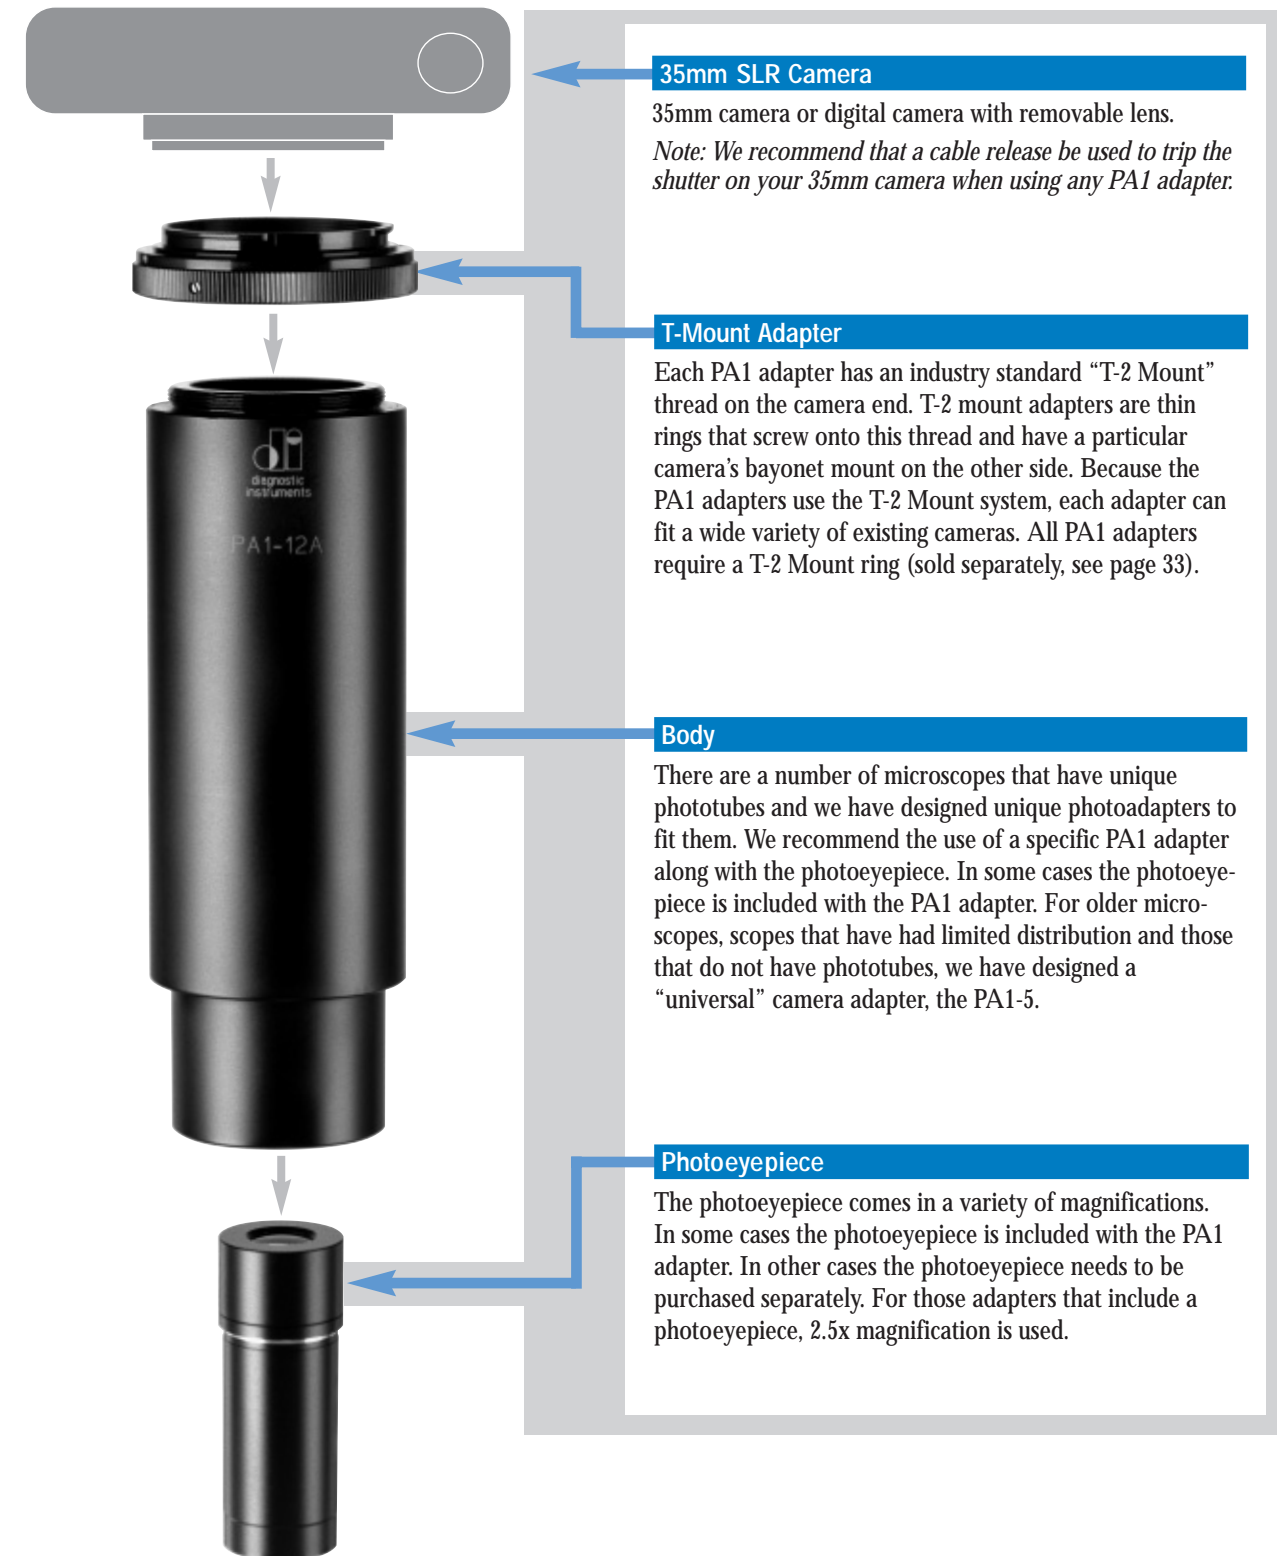 35mm SLR Camera
35mm camera or digital camera with removable lens.
Note: We recommend that a cable release be used to trip the
shutter on your 35mm camera when using any PA1 adapter.
T-Mount Adapter
Each PA1 adapter has an industry standard “T-2 Mount”
thread on the camera end. T-2 mount adapters are thin
rings that screw onto this thread and have a particular
camera’s bayonet mount on the other side. Because the
PA1 adapters use the T-2 Mount system, each adapter can
fit a wide variety of existing cameras. All PA1 adapters
require a T-2 Mount ring (sold separately, see page 33).
di
diagnostic
instruments
PA1-12A
Body
There are a number of microscopes that have unique
phototubes and we have designed unique photoadapters to
fit them. We recommend the use of a specific PA1 adapter
along with the photoeyepiece. In some cases the photoeye-
piece is included with the PA1 adapter. For older micro-
scopes, scopes that have had limited distribution and those
that do not have phototubes, we have designed a
“universal” camera adapter, the PA1-5.
Photoeyepiece
The photoeyepiece comes in a variety of magnifications.
In some cases the photoeyepiece is included with the PA1
adapter. In other cases the photoeyepiece needs to be
purchased separately. For those adapters that include a
photoeyepiece, 2.5x magnification is used.